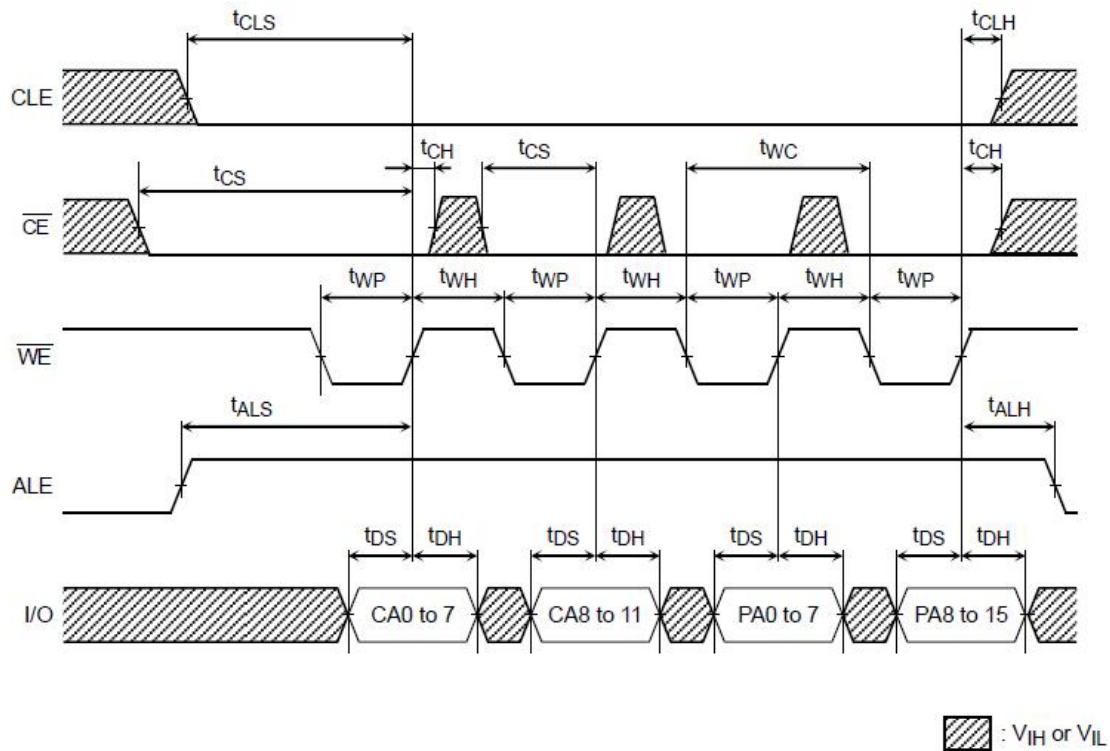 tCLS tCLH
CLE
tCH tCS tWC tCH
tCS
CE
tWP tWH tWP tWH tWP tWH tWP
WE
tALS tALH
ALE
tDS tDH tDS tDH tDS tDH tDS tDH
I/O CA0 to 7 CA8 to 11 PA0 to 7 PA8 to 15
: VIH or VIL